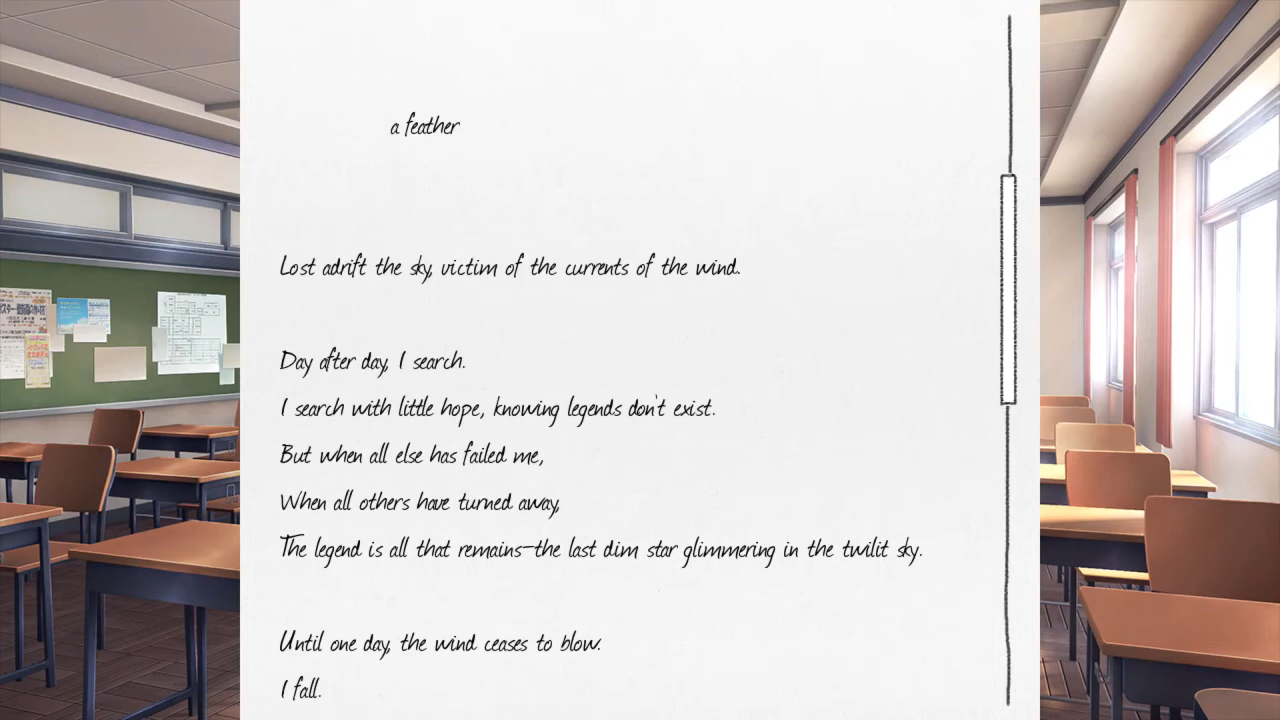 a feather
Lost adrift the sky, victim of the currents of the wind.
Day after day, I search.
I search with little hope, knowing legends don't exist.
But when all else has failed me,
When all others have turned away,
The legend is all that remains—the last dim star glimmering in the twilit sky.
Until one day, the wind ceases to blow.
I fall.